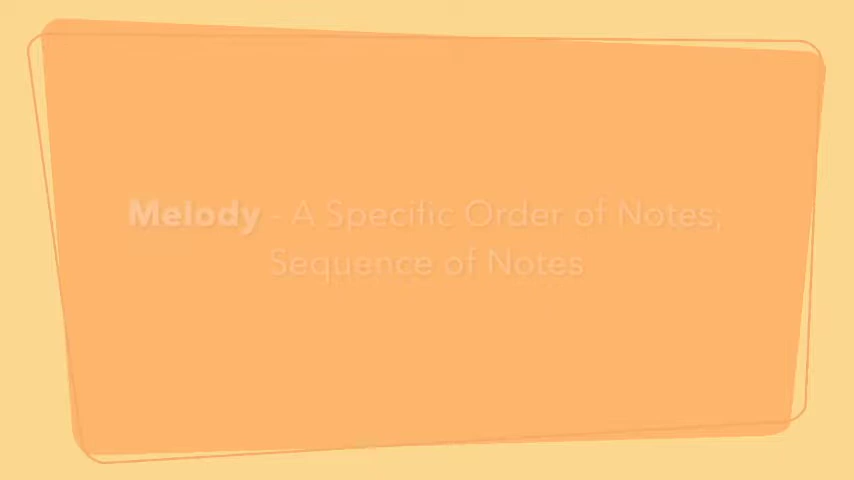 Melody - A Specific Order of Notes;
Sequence of Notes